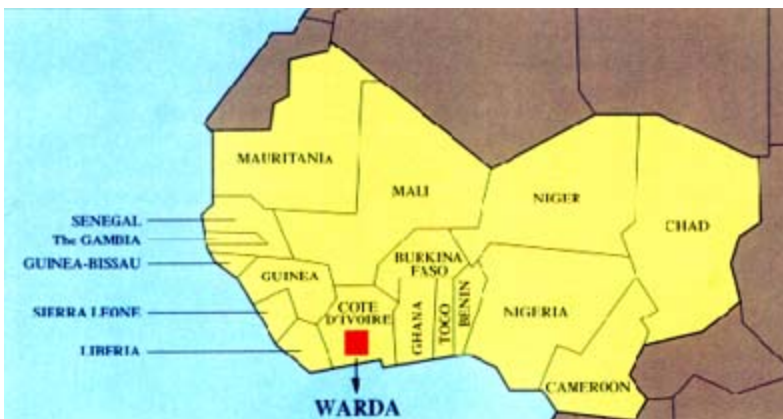 MAURITANIA
MALI
NIGER
CHAD
SENEGAL
The GAMBIA
GUINEA-BISSAU
GUINEA
BURKINA
FASO
SIERRA LEONE
COTE
D'IVOIRE
GHANA
TOGO
BENIN
NIGERIA
LIBERIA
CAMEROON
WARDA